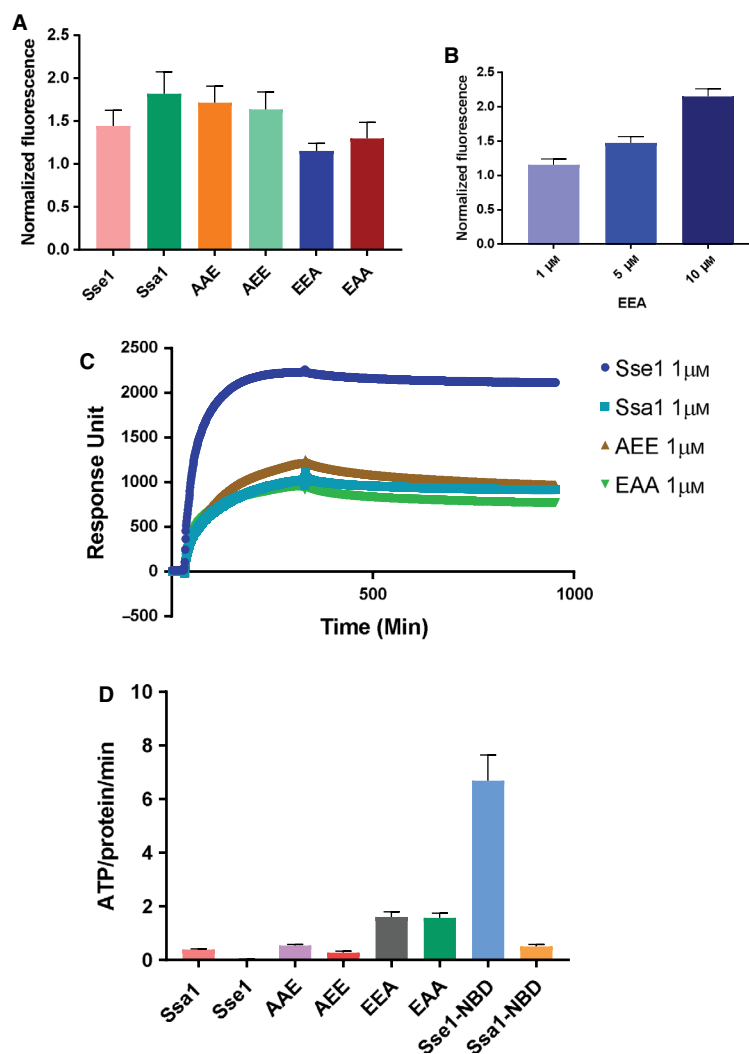 A
Normalized fluorescence
2.5
2.0
1.5
1.0
0.5
0.0
Sse1
Ssa1
AAE
AEE
EEA
EAA
B
Normalized fluorescence
2.5
2.0
1.5
1.0
0.5
0.0
1 μM
5 μM
10 μM
EEA
C
Response Unit
2500
2000
1500
1000
500
0
−500
500
1000
Time (Min)
Sse1 1μM
Ssa1 1μM
AEE 1μM
EAA 1μM
D
ATP/protein/min
10
8
6
4
2
0
Ssa1
Sse1
AAE
AEE
EEA
EAA
Sse1-NBD
Ssa1-NBD